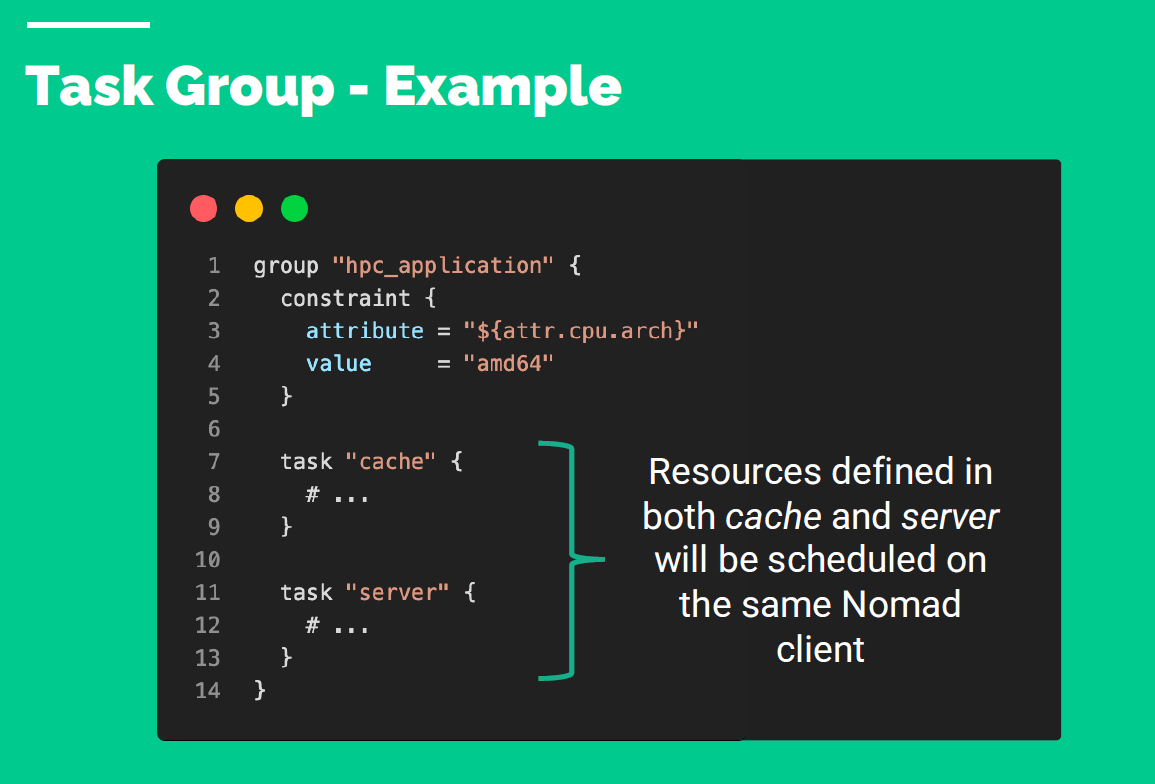 Task Group - Example
1 group "hpc_application" {
2   constraint {
3     attribute = "${attr.cpu.arch}"
4     value     = "amd64"
5   }
6
7   task "cache" {
8     # ...
9   }
10
11   task "server" {
12     # ...
13   }
14 }
Resources defined in
both cache and server
will be scheduled on
the same Nomad
client